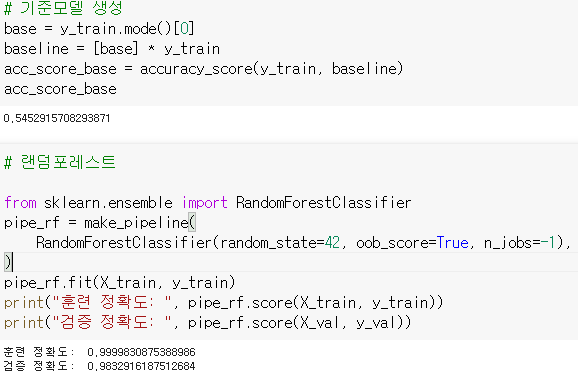 # 기준모델 생성
base = y_train.mode()[0]
baseline = [base] * y_train
acc_score_base = accuracy_score(y_train, baseline)
acc_score_base
0.5452915708293871
# 랜덤포레스트
from sklearn.ensemble import RandomForestClassifier
pipe_rf = make_pipeline(
RandomForestClassifier(random_state=42, oob_score=True, n_jobs=-1),
)
pipe_rf.fit(X_train, y_train)
print("훈련 정확도: ", pipe_rf.score(X_train, y_train))
print("검증 정확도: ", pipe_rf.score(X_val, y_val))
훈련 정확도:  0.9999830875388986
검증 정확도:  0.9832916187512684